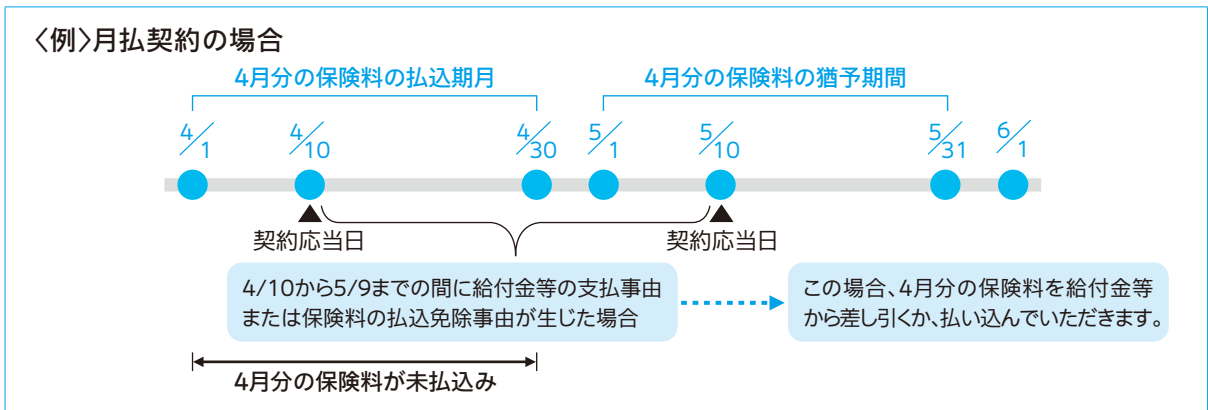 〈例〉月払契約の場合
4月分の保険料の払込期月
4月分の保険料の猶予期間
4/1
4/10
4/30
5/1
5/10
5/31
6/1
契約応当日
契約応当日
4/10から5/9までの間に給付金等の支払事由
または保険料の払込免除事由が生じた場合
この場合、4月分の保険料を給付金等
から差し引くか、払い込んでいただきます。
4月分の保険料が未払込み